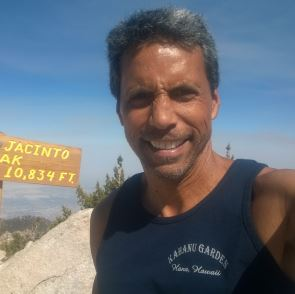 JACINTO
AK
10,834 FT.
KAHANU GARDEN
Hana, Hawaii